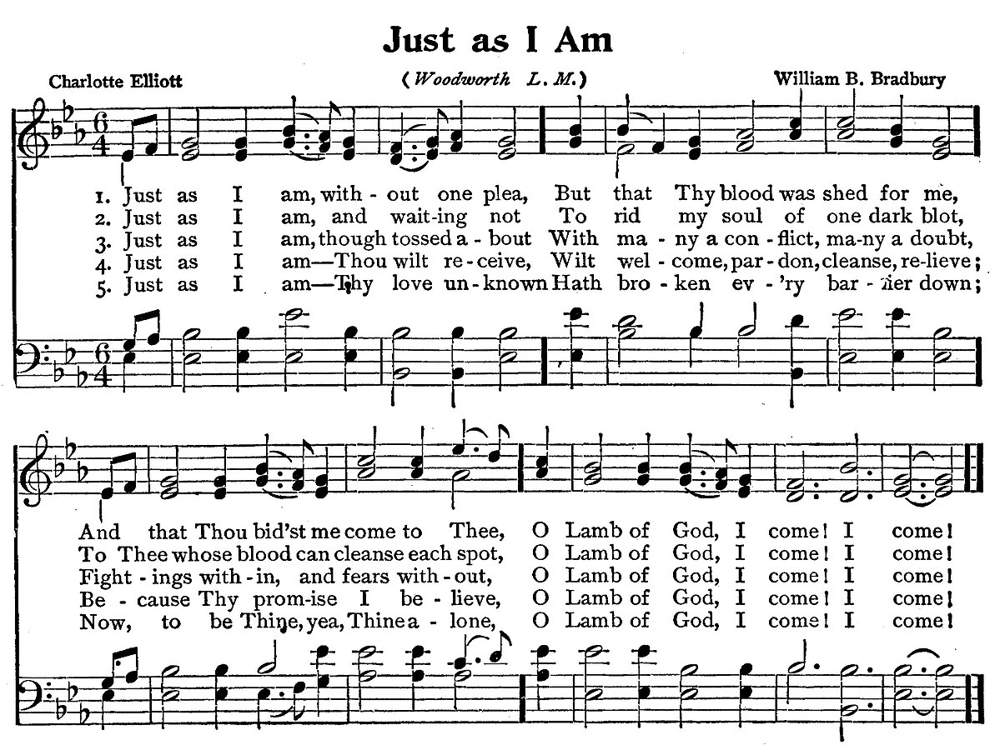 Just as I Am
Charlotte Elliott (Woodworth L. M.) William B. Bradbury
6 4
1. Just as I am, with - out one plea, But that Thy blood was shed for me,
2. Just as I am, and wait-ing not To rid my soul of one dark blot,
3. Just as I am, though tossed a - bout With ma - ny a con - flict, ma-ny a doubt,
4. Just as I am—Thou wilt re - ceive, Wilt wel - come, par - don, cleanse, re-lieve;
5. Just as I am—Thy love un - known Hath bro - ken ev - 'ry bar - rier down;
6 4
And that Thou bid'st me come to Thee, O Lamb of God, I come! I come!
To Thee whose blood can cleanse each spot, O Lamb of God, I come! I come!
Fight - ings with - in, and fears with - out, O Lamb of God, I come! I come!
Be - cause Thy prom-ise I be - lieve, O Lamb of God, I come! I come!
Now, to be Thine, yea, Thine a - lone, O Lamb of God, I come! I come!